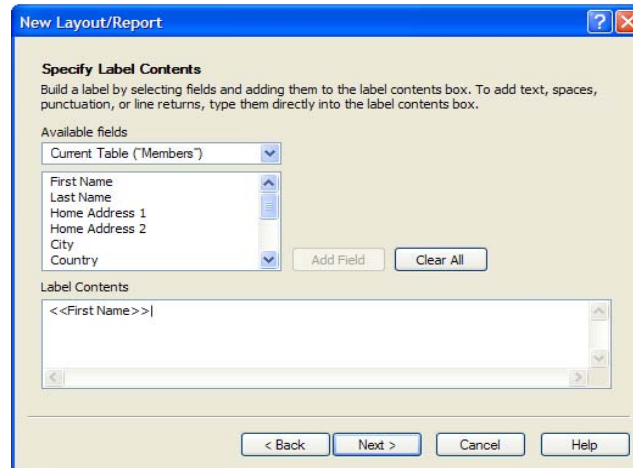 New Layout/Report
Specify Label Contents
Build a label by selecting fields and adding them to the label contents box. To add text, spaces,
punctuation, or line returns, type them directly into the label contents box.
Available fields
Current Table ("Members")
First Name
Last Name
Home Address 1
Home Address 2
City
Country
Add Field
Clear All
Label Contents
<<First Name>>
< Back
Next >
Cancel
Help